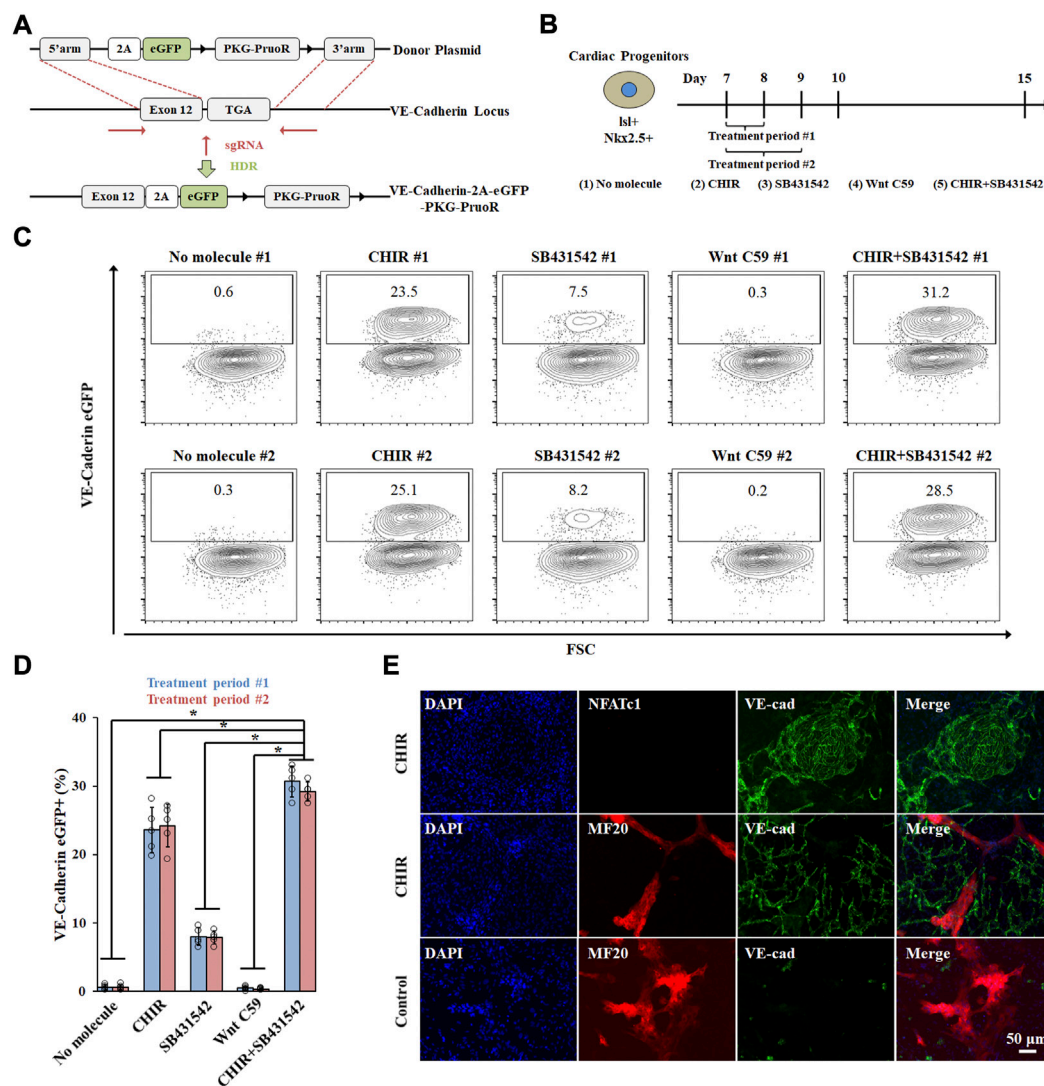 A
5'arm 2A eGFP PKG-PruoR 3'arm Donor Plasmid
Exon 12 TGA VE-Cadherin Locus
sgRNA
HDR
Exon 12 2A eGFP PKG-PruoR VE-Cadherin-2A-eGFP
-PKG-PruoR
B
Cardiac Progenitors
Day 7 8 9 10 15
Isl+
Nkx2.5+
Treatment period #1
Treatment period #2
(1) No molecule (2) CHIR (3) SB431542 (4) Wnt C59 (5) CHIR+SB431542
C
VE-Caderin eGFP
No molecule #1 CHIR #1 SB431542 #1 Wnt C59 #1 CHIR+SB431542 #1
0.6 23.5 7.5 0.3 31.2
No molecule #2 CHIR #2 SB431542 #2 Wnt C59 #2 CHIR+SB431542 #2
0.3 25.1 8.2 0.2 28.5
FSC
D
Treatment period #1
Treatment period #2
VE-Cadherin eGFP+ (%)
40
30
20
10
0
*
*
*
*
No molecule
CHIR
SB431542
Wnt C59
CHIR+SB431542
E
CHIR
DAPI NFATc1 VE-cad Merge
CHIR
DAPI MF20 VE-cad Merge
Control
DAPI MF20 VE-cad Merge
50 µm